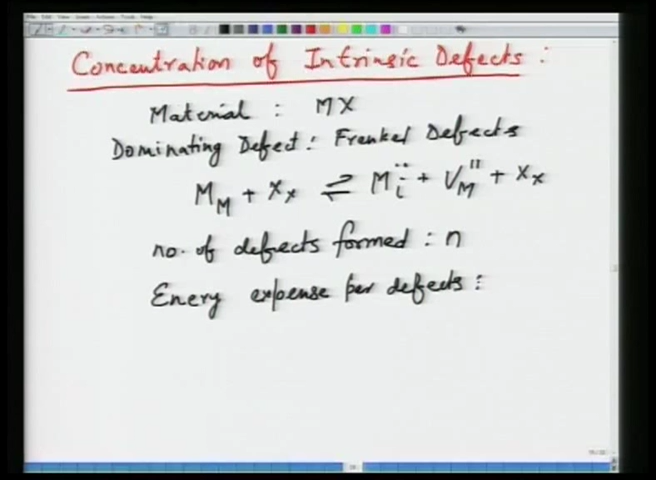 Concentration of Intrinsic Defects :
Material : MX
Dominating Defect : Frenkel Defects
M_M + X_X ⇌ M_i^{••} + V_M^{''} + X_X
no. of defects formed : n
Enery expense per defects :